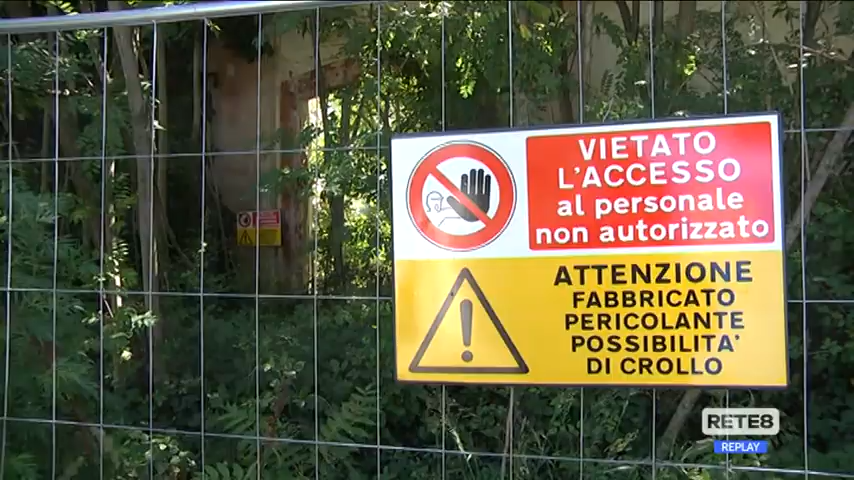 VIETATO
L'ACCESSO
al personale
non autorizzato
ATTENZIONE
FABBRICATO
PERICOLANTE
POSSIBILITA'
DI CROLLO
RETE8
REPLAY